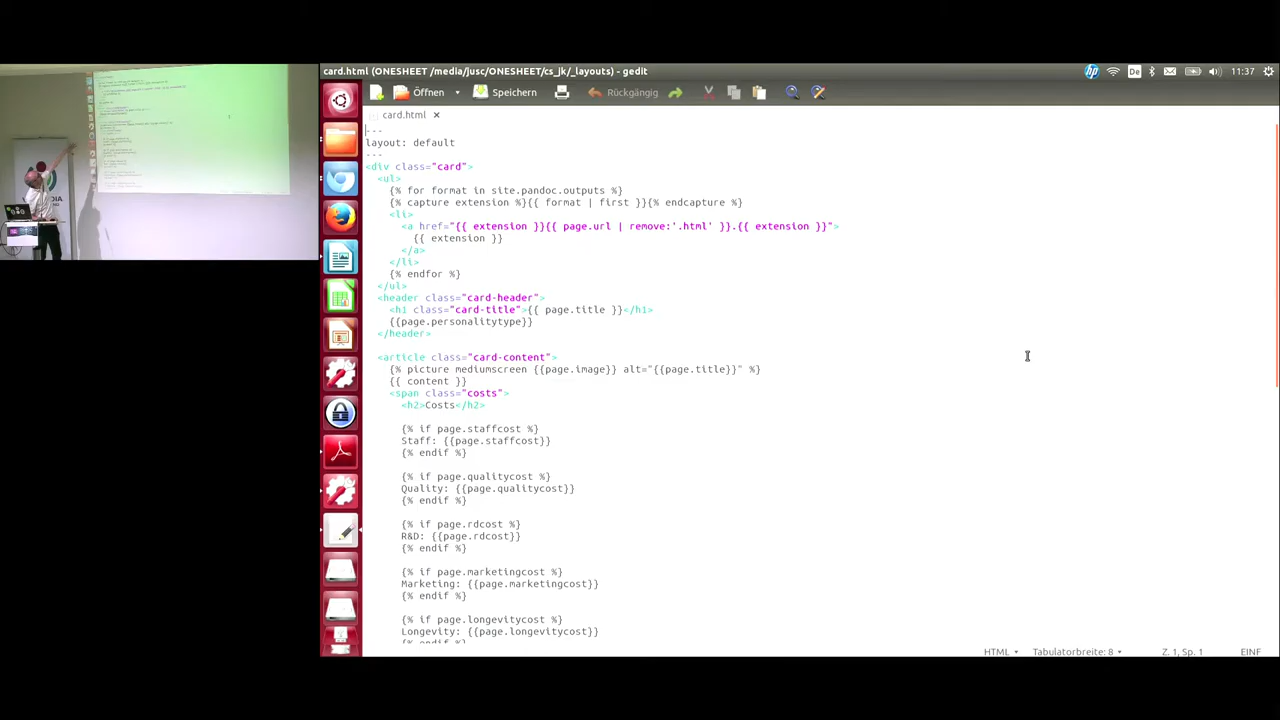 card.html (ONESHEET /media/jusc/ONESHEET/cs_jk/_layouts) - gedit
De
11:37
Öffnen
Speichern
Rückgängig
card.html
---
layout: default
---
<div class="card">
<ul>
{% for format in site.pandoc.outputs %}
{% capture extension %}{{ format | first }}{% endcapture %}
<li>
<a href="{{ extension }}{{ page.url | remove:'.html' }}.{{ extension }}">
{{ extension }}
</a>
</li>
{% endfor %}
</ul>
<header class="card-header">
<h1 class="card-title">{{ page.title }}</h1>
{{page.personalitytype}}
</header>
<article class="card-content">
{% picture mediumscreen {{page.image}} alt="{{page.title}}" %}
{{ content }}
<span class="costs">
<h2>Costs</h2>
{% if page.staffcost %}
Staff: {{page.staffcost}}
{% endif %}
{% if page.qualitycost %}
Quality: {{page.qualitycost}}
{% endif %}
{% if page.rdcost %}
R&D: {{page.rdcost}}
{% endif %}
{% if page.marketingcost %}
Marketing: {{page.marketingcost}}
{% endif %}
{% if page.longevitycost %}
Longevity: {{page.longevitycost}}
{% endif %}
HTML
Tabulatorbreite: 8
Z. 1, Sp. 1
EINF